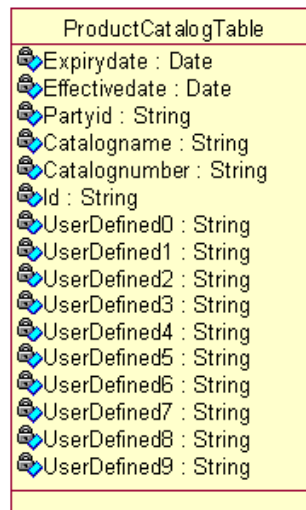 ProductCatalogTable
Expirydate : Date
Effectivedate : Date
Partyid : String
Catalogname : String
Catalognumber : String
Id : String
UserDefined0 : String
UserDefined1 : String
UserDefined2 : String
UserDefined3 : String
UserDefined4 : String
UserDefined5 : String
UserDefined6 : String
UserDefined7 : String
UserDefined8 : String
UserDefined9 : String